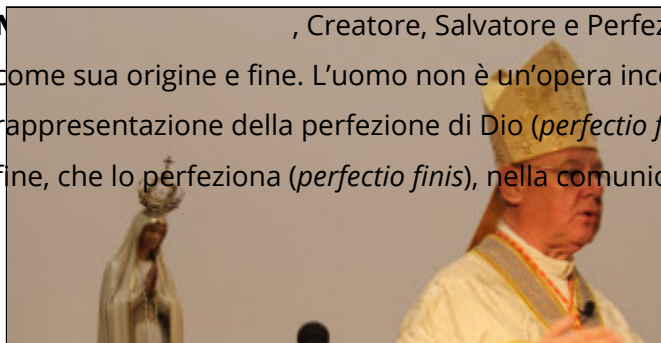 , Creatore, Salvatore e Perfez
come sua origine e fine. L’uomo non è un’opera inco
rappresentazione della perfezione di Dio (perfectio f
fine, che lo perfeziona (perfectio finis), nella comunic